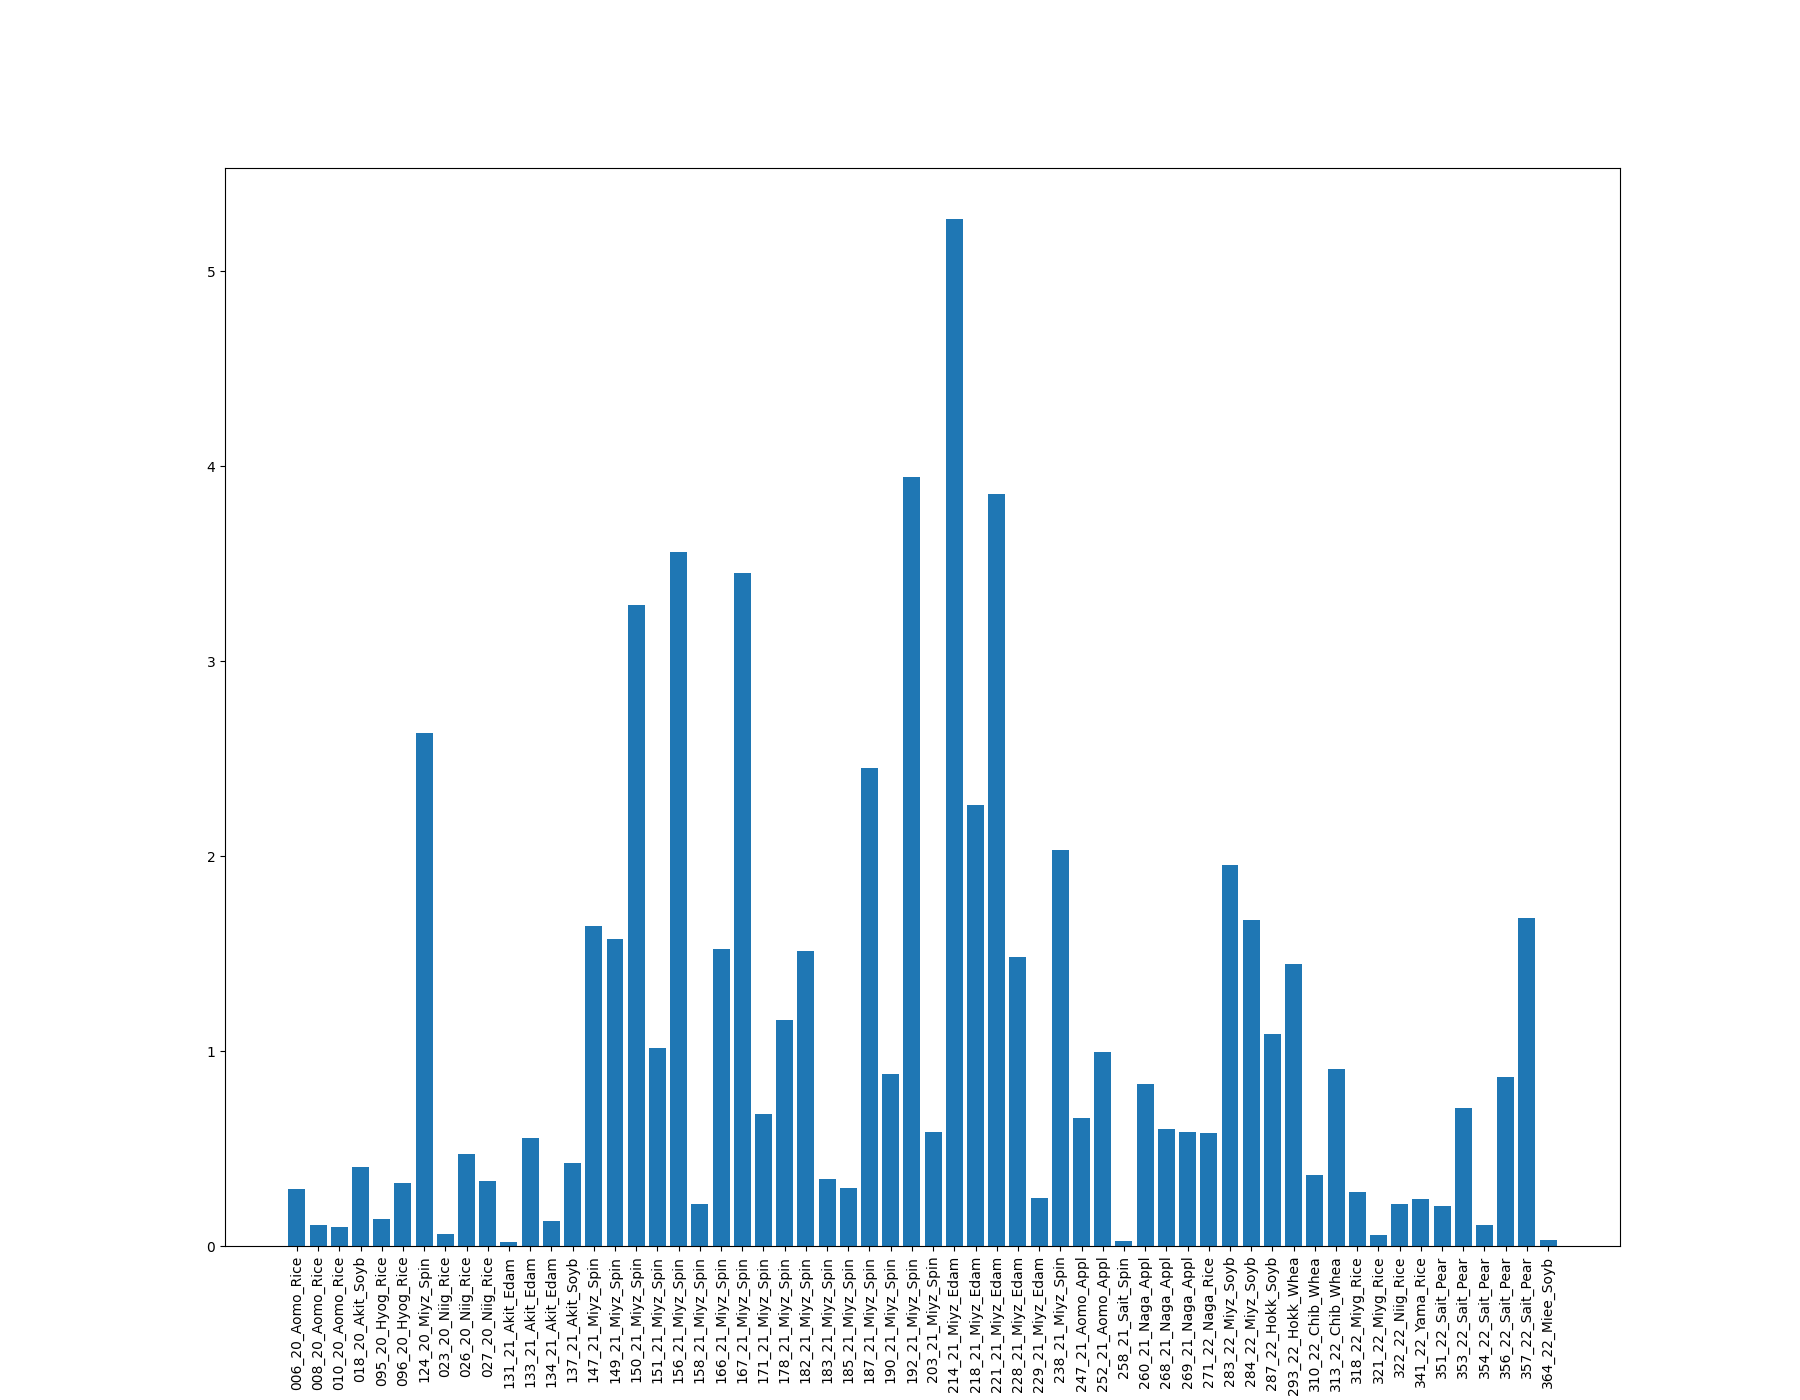 5
4
3
2
1
0
006_20_Aomo_Rice
008_20_Aomo_Rice
010_20_Aomo_Rice
018_20_Akit_Soyb
095_20_Hyog_Rice
096_20_Hyog_Rice
124_20_Miyz_Spin
023_20_Niig_Rice
026_20_Niig_Rice
027_20_Niig_Rice
131_21_Akit_Edam
133_21_Akit_Edam
134_21_Akit_Edam
137_21_Akit_Soyb
147_21_Miyz_Spin
149_21_Miyz_Spin
150_21_Miyz_Spin
151_21_Miyz_Spin
156_21_Miyz_Spin
158_21_Miyz_Spin
166_21_Miyz_Spin
167_21_Miyz_Spin
171_21_Miyz_Spin
178_21_Miyz_Spin
182_21_Miyz_Spin
183_21_Miyz_Spin
185_21_Miyz_Spin
187_21_Miyz_Spin
190_21_Miyz_Spin
192_21_Miyz_Spin
203_21_Miyz_Spin
214_21_Miyz_Edam
218_21_Miyz_Edam
221_21_Miyz_Edam
228_21_Miyz_Edam
229_21_Miyz_Edam
238_21_Miyz_Spin
247_21_Aomo_Appl
252_21_Aomo_Appl
258_21_Sait_Spin
260_21_Naga_Appl
268_21_Naga_Appl
269_21_Naga_Appl
271_22_Naga_Rice
283_22_Miyz_Soyb
284_22_Miyz_Soyb
287_22_Hokk_Soyb
293_22_Hokk_Whea
310_22_Chib_Whea
313_22_Chib_Whea
318_22_Miyg_Rice
321_22_Miyg_Rice
322_22_Niig_Rice
341_22_Yama_Rice
351_22_Sait_Pear
353_22_Sait_Pear
354_22_Sait_Pear
356_22_Sait_Pear
357_22_Sait_Pear
364_22_Miee_Soyb